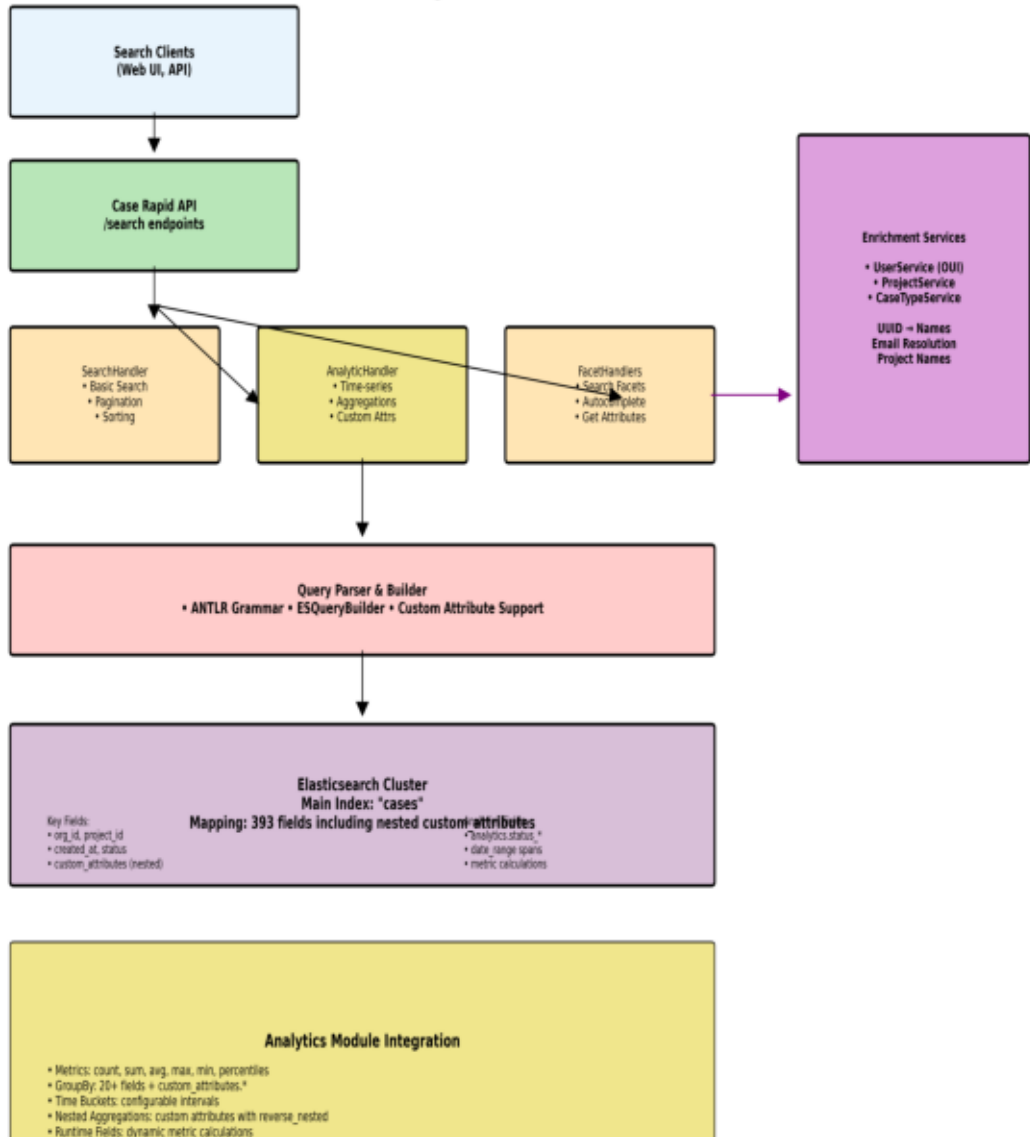 Search Clients
(Web UI, API)
Case Rapid API
/search endpoints
Enrichment Services
• UserService (OUI)
• ProjectService
• CaseTypeService
UUID → Names
Email Resolution
Project Names
SearchHandler
• Basic Search
• Pagination
• Sorting
AnalyticHandler
• Time-series
• Aggregations
• Custom Attrs
FacetHandlers
• Search Facets
• Autocomplete
• Get Attributes
Query Parser & Builder
• ANTLR Grammar • ESQueryBuilder • Custom Attribute Support
Elasticsearch Cluster
Main Index: "cases"
Mapping: 393 fields including nested custom attributes
Key Fields:
• org_id, project_id
• created_at, status
• custom_attributes (nested)
• analytics.status_*
• date_range spans
• metric calculations
Analytics Module Integration
• Metrics: count, sum, avg, max, min, percentiles
• GroupBy: 20+ fields + custom_attributes.*
• Time Buckets: configurable intervals
• Nested Aggregations: custom attributes with reverse_nested
• Runtime Fields: dynamic metric calculations